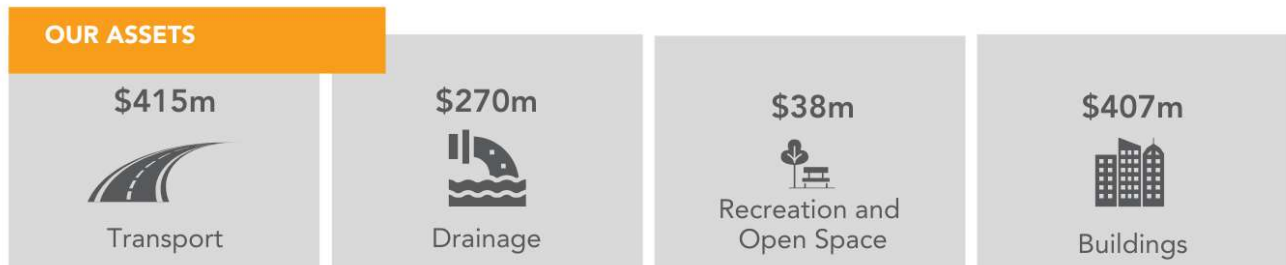 OUR ASSETS
$415m
Transport
$270m
Drainage
$38m
Recreation and
Open Space
$407m
Buildings